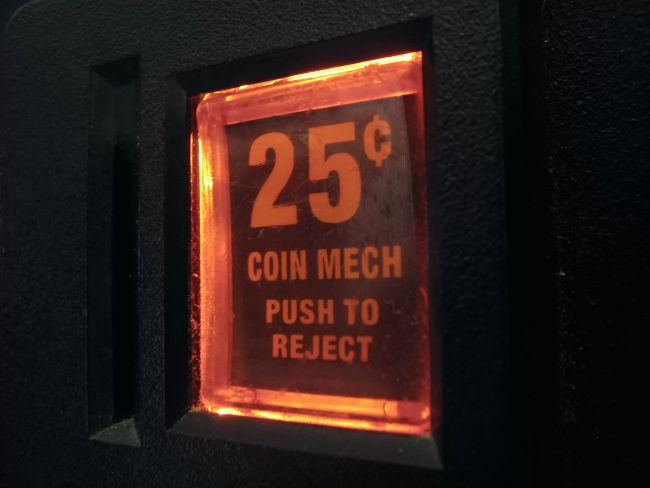 25¢
COIN MECH
PUSH TO
REJECT